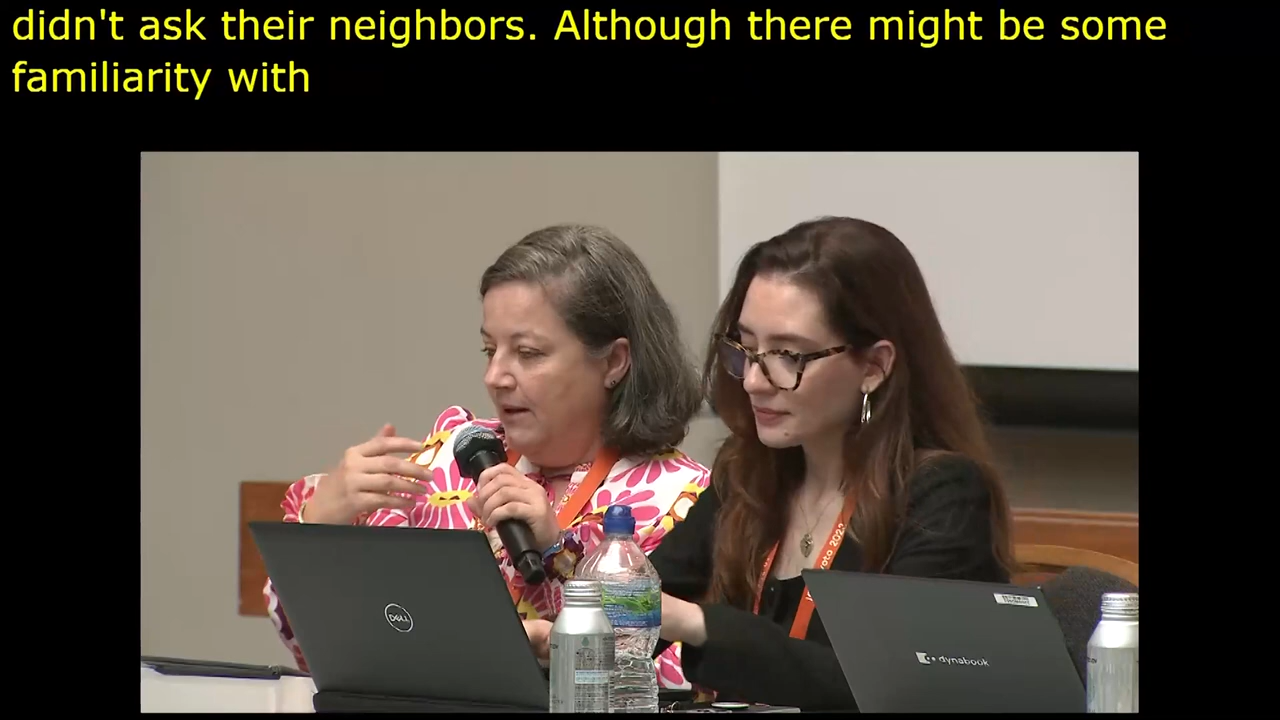 didn't ask their neighbors. Although there might be some
familiarity with
DELL
dynabook